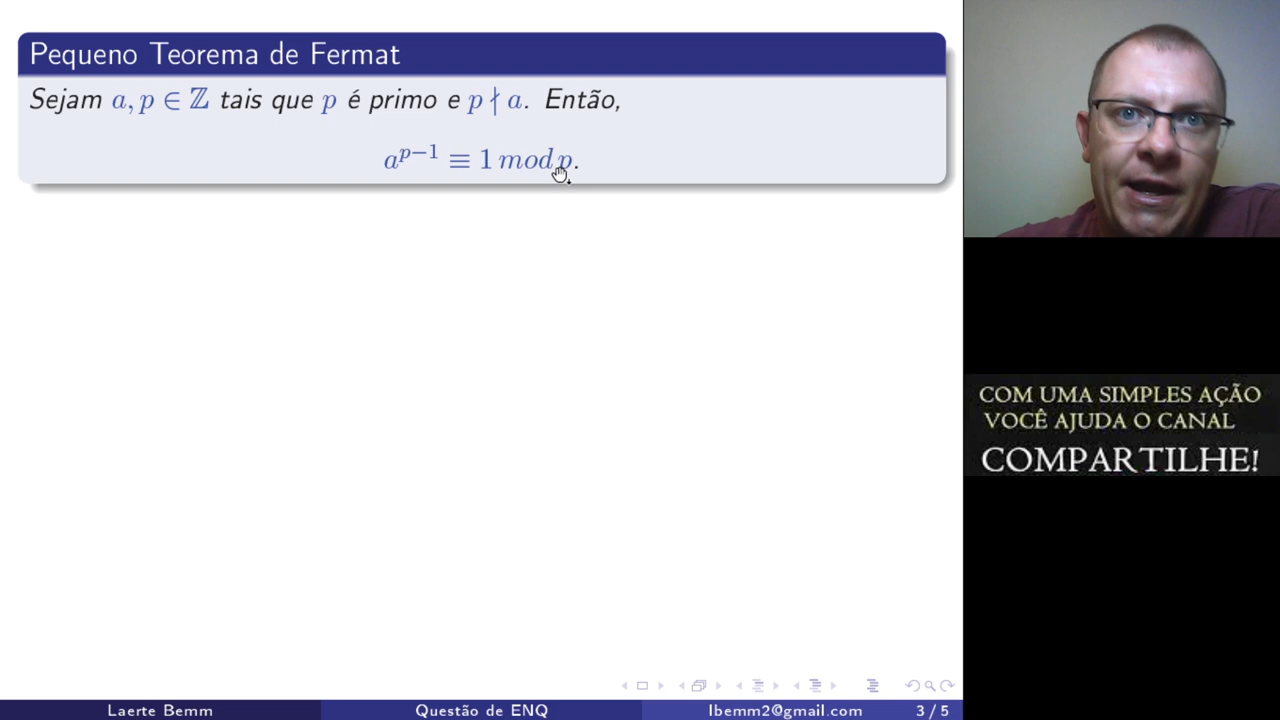 Pequeno Teorema de Fermat
Sejam a, p ∈ ℤ tais que p é primo e p ∤ a. Então,
a^{p−1} ≡ 1 mod p.
COM UMA SIMPLES AÇÃO
VOCÊ AJUDA O CANAL
COMPARTILHE!
Laerte Bemm Questão de ENQ lbemm2@gmail.com 3 / 5